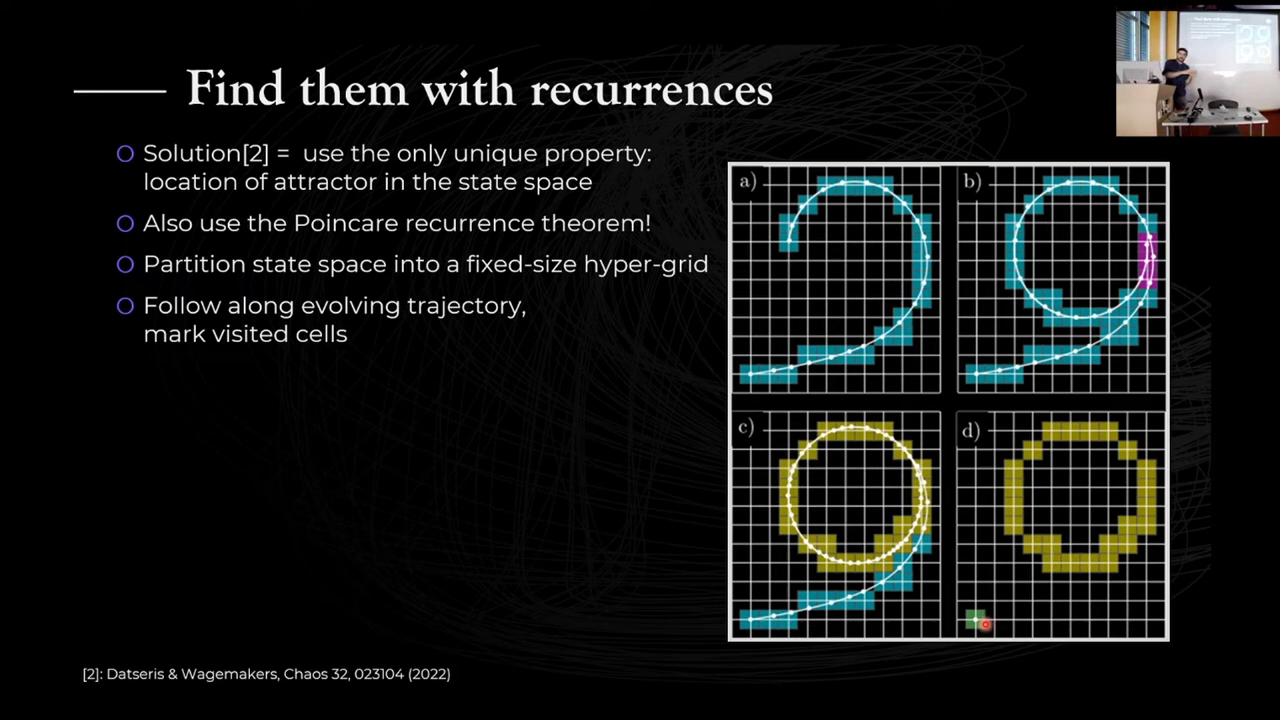 Find them with recurrences
Solution[2] = use the only unique property:
location of attractor in the state space
Also use the Poincare recurrence theorem!
Partition state space into a fixed-size hyper-grid
Follow along evolving trajectory,
mark visited cells
a)
b)
c)
d)
[2]: Datseris & Wagemakers, Chaos 32, 023104 (2022)